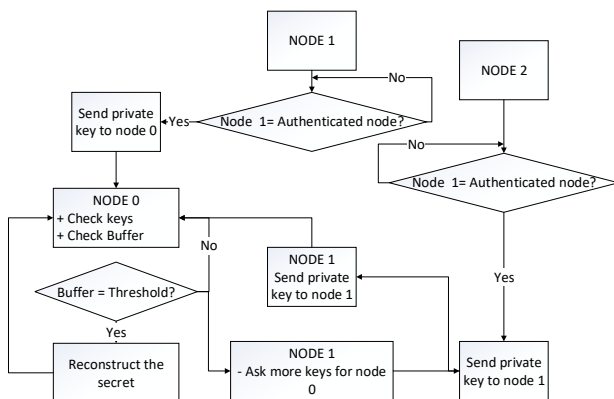 NODE 1
NODE 2
No
Send private
key to node 0
Yes
Node 1= Authenticated node?
No
Node 1= Authenticated node?
NODE 0
+ Check keys
+ Check Buffer
No
NODE 1
Send private
key to node 1
Yes
Buffer = Threshold?
Yes
Reconstruct the
secret
NODE 1
- Ask more keys for node
0
Send private
key to node 1